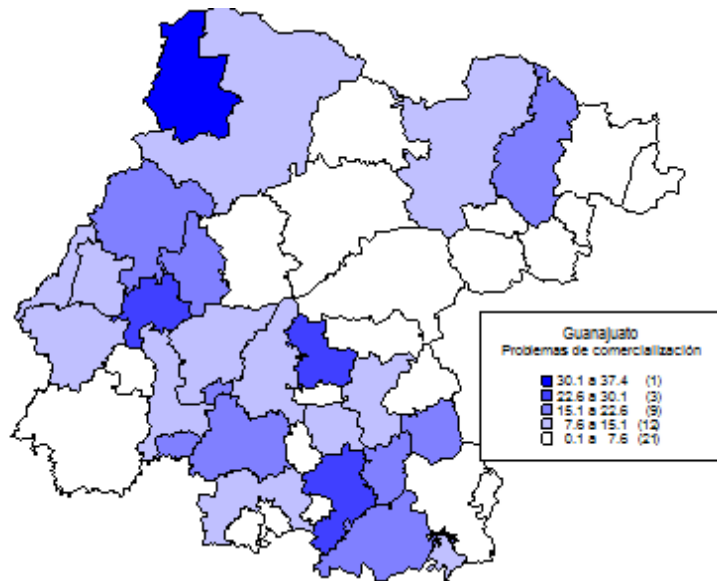 Guanajuato
Problemas de comercialización
30.1 a 37.4 (1)
22.6 a 30.1 (3)
15.1 a 22.6 (9)
7.6 a 15.1 (12)
0.1 a 7.6 (21)